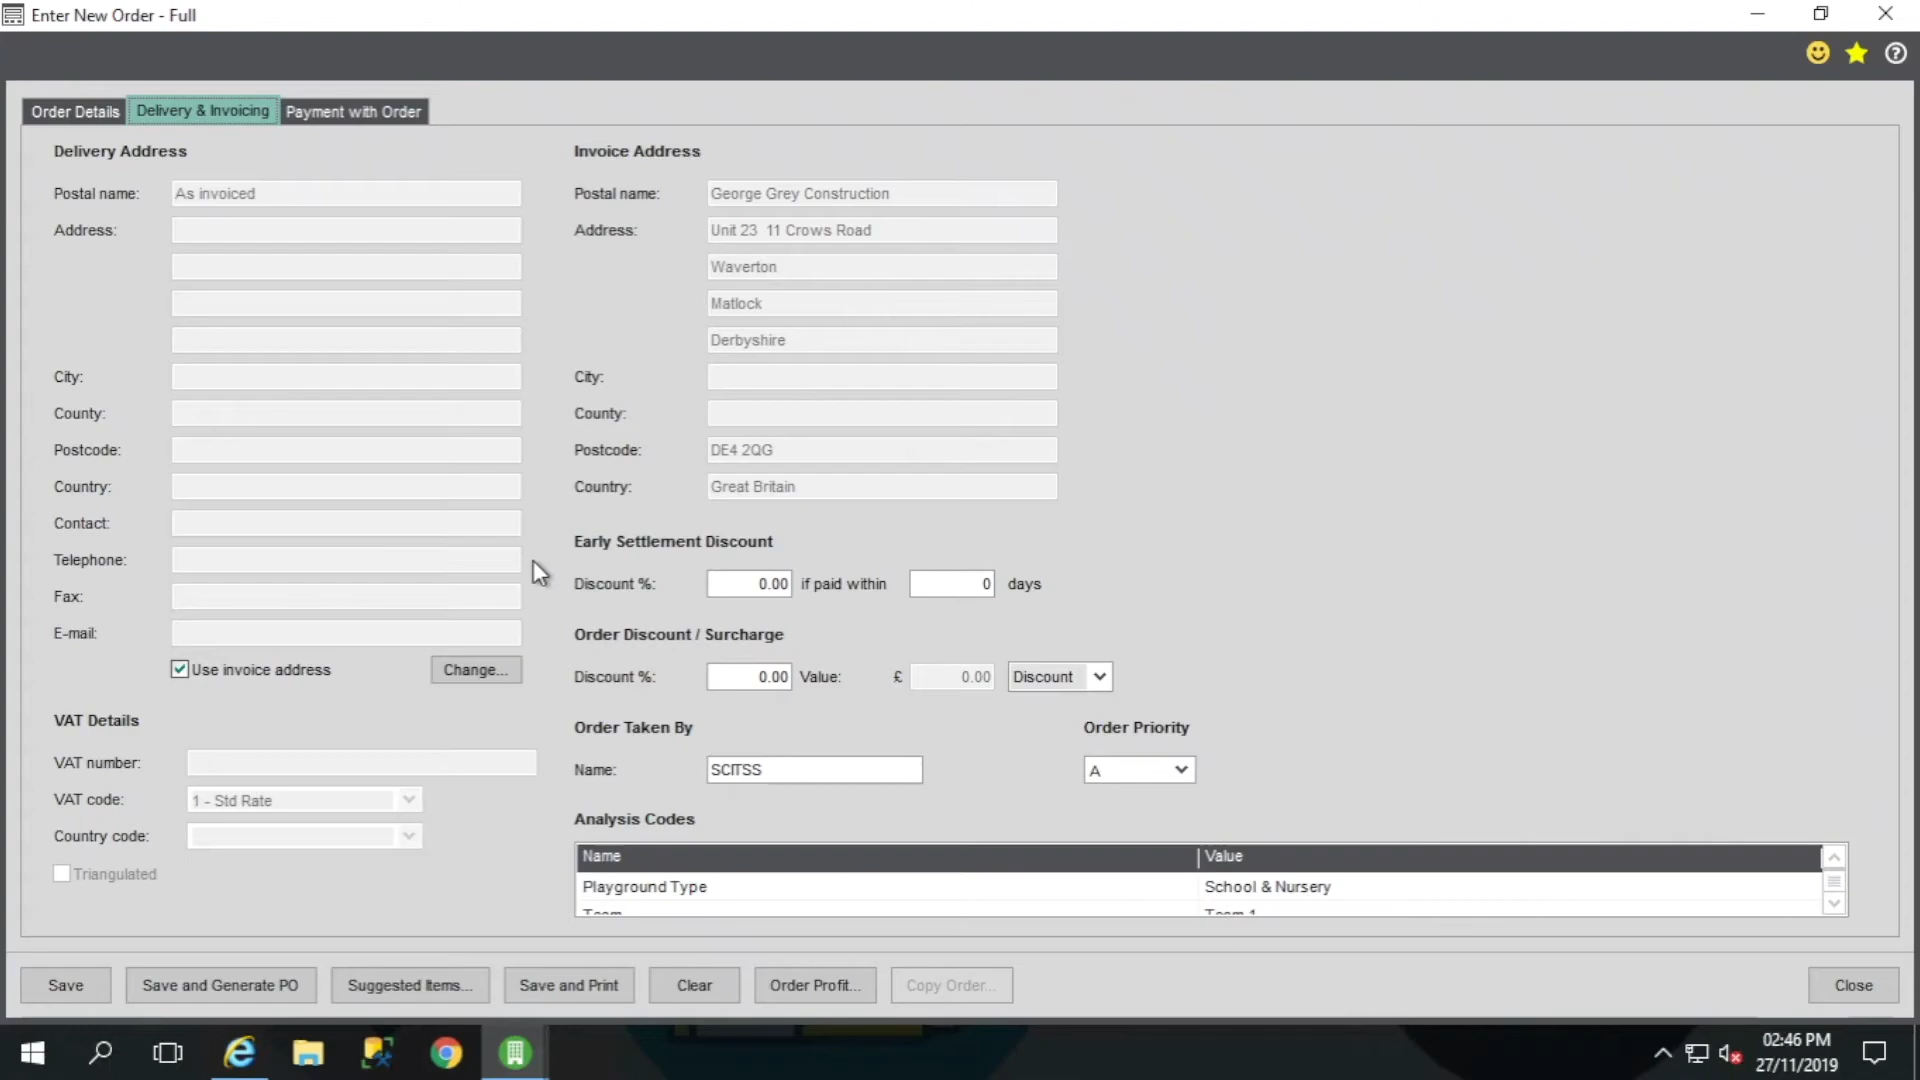 Enter New Order - Full
Order Details Delivery & Invoicing Payment with Order
Delivery Address
Postal name: As invoiced
Address:
City:
County:
Postcode:
Country:
Contact:
Telephone:
Fax:
E-mail:
Use invoice address Change...
VAT Details
VAT number:
VAT code: 1 - Std Rate
Country code:
Triangulated
Invoice Address
Postal name: George Grey Construction
Address: Unit 23 11 Crows Road
Waverton
Matlock
Derbyshire
City:
County:
Postcode: DE4 2QG
Country: Great Britain
Early Settlement Discount
Discount %: 0.00 if paid within 0 days
Order Discount / Surcharge
Discount %: 0.00 Value: £ 0.00 Discount
Order Taken By Order Priority
Name: SCITSS A
Analysis Codes
Name Value
Playground Type School & Nursery
Team Team 1
Save Save and Generate PO Suggested Items... Save and Print Clear Order Profit... Copy Order... Close
02:46 PM
27/11/2019